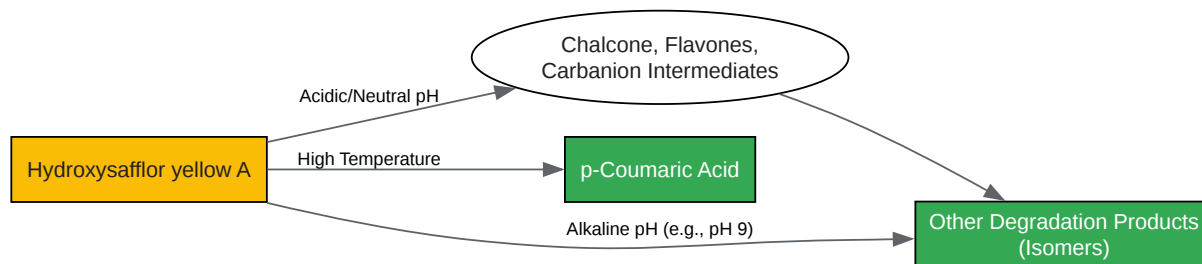 Chalcone, Flavones,
Carbanion Intermediates
Acidic/Neutral pH
Hydroxysafflor yellow A
High Temperature
p-Coumaric Acid
Alkaline pH (e.g., pH 9)
Other Degradation Products
(Isomers)